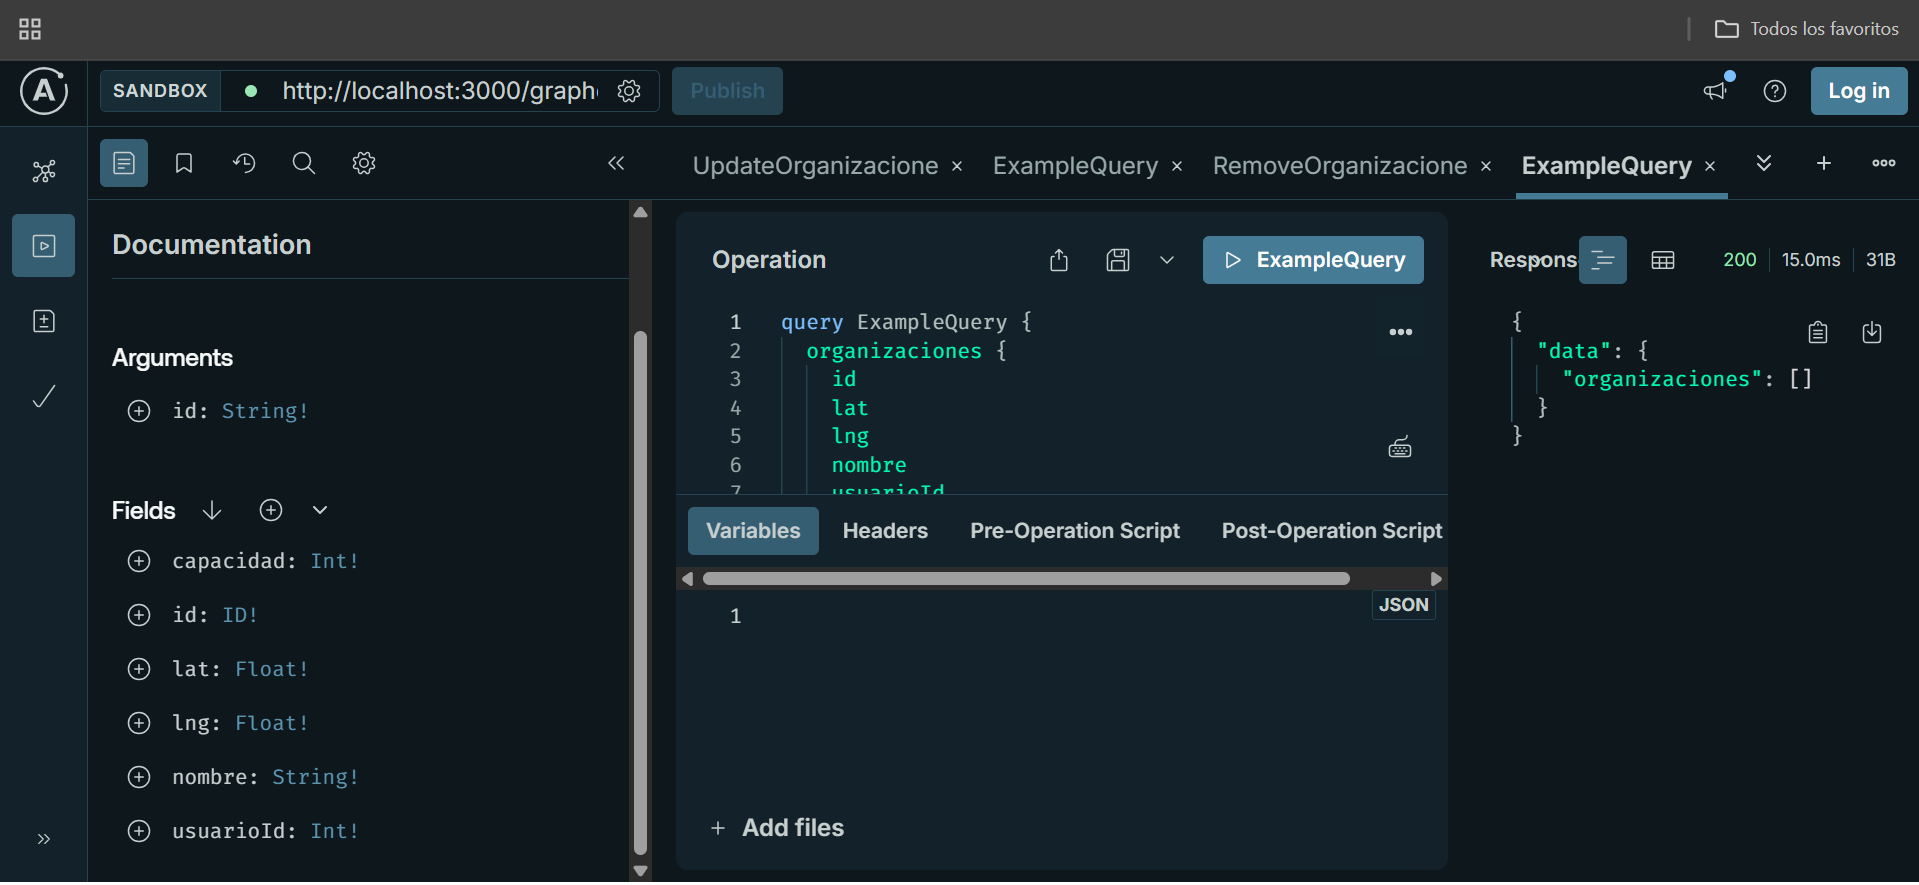 Todos los favoritos
SANDBOX
http://localhost:3000/graph
Publish
Log in
UpdateOrganizacione
ExampleQuery
RemoveOrganizacione
ExampleQuery
Documentation
Arguments
id: String!
Fields
capacidad: Int!
id: ID!
lat: Float!
lng: Float!
nombre: String!
usuarioId: Int!
Operation
ExampleQuery
1 query ExampleQuery {
2 organizaciones {
3 id
4 lat
5 lng
6 nombre
7 usuarioId
Variables
Headers
Pre-Operation Script
Post-Operation Script
JSON
1
+ Add files
Respons
200
15.0ms
31B
{
"data": {
"organizaciones": []
}
}